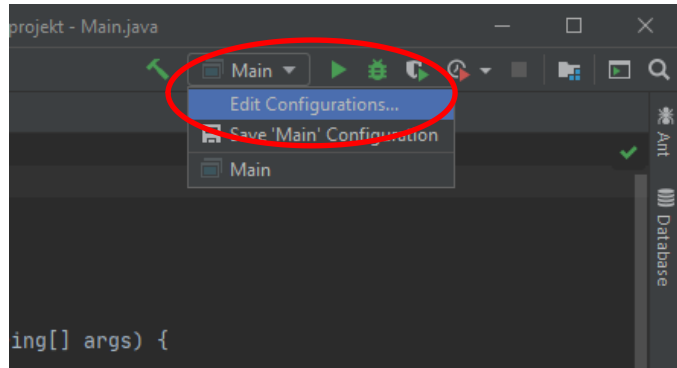 projekt - Main.java
Main
Edit Configurations...
Save 'Main' Configuration
Main
Ant
Database
ing[] args) {